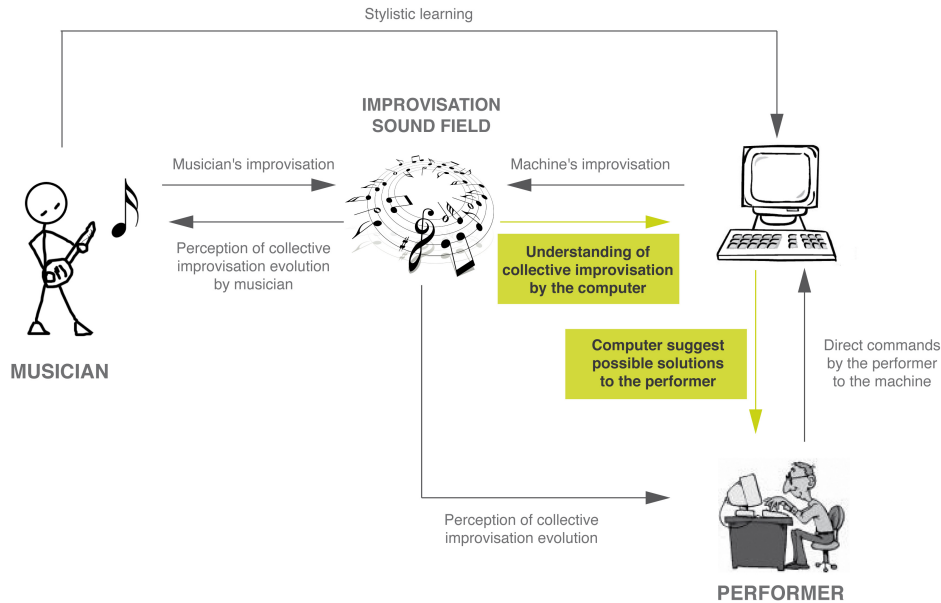 Stylistic learning
IMPROVISATION
SOUND FIELD
Musician's improvisation
Machine's improvisation
Perception of collective
improvisation evolution
by musician
Understanding of
collective improvisation
by the computer
Computer suggest
possible solutions
to the performer
Direct commands
by the performer
to the machine
MUSICIAN
Perception of collective
improvisation evolution
PERFORMER